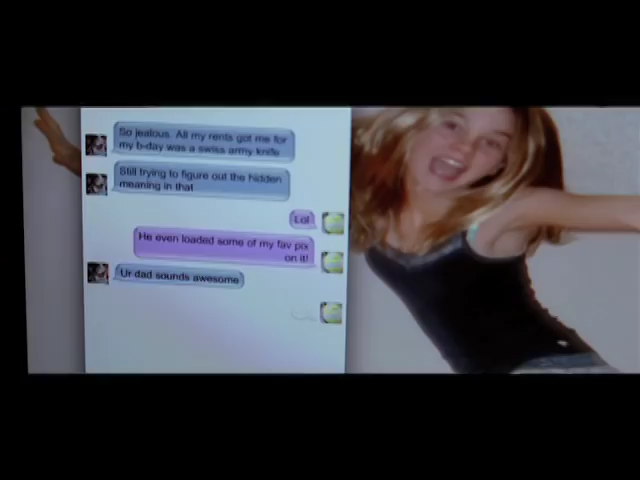 So jealous. All my rents got me for
my b-day was a swiss army knife
Still trying to figure out the hidden
meaning in that
Lol
He even loaded some of my fav pix
on it!
Ur dad sounds awesome